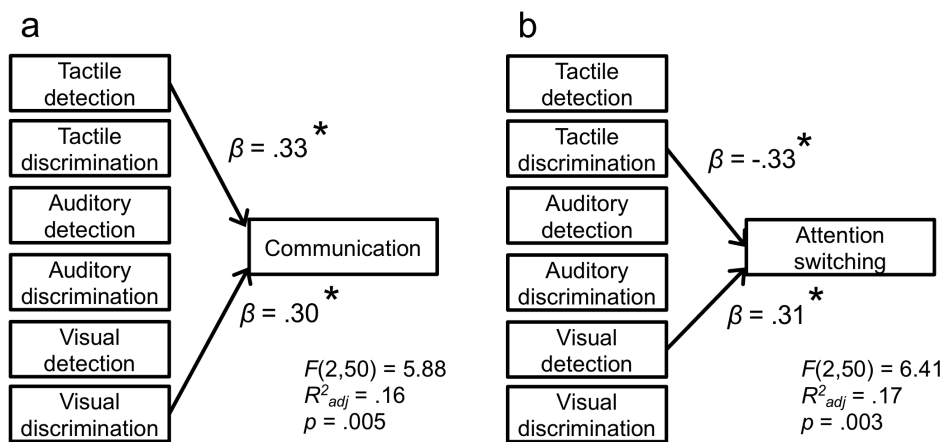 a
Tactile
detection
Tactile
discrimination
Auditory
detection
Auditory
discrimination
Visual
detection
Visual
discrimination
β = .33*
Communication
β = .30*
F(2,50) = 5.88
R²adj = .16
p = .005
b
Tactile
detection
Tactile
discrimination
Auditory
detection
Auditory
discrimination
Visual
detection
Visual
discrimination
β = -.33*
Attention
switching
β = .31*
F(2,50) = 6.41
R²adj = .17
p = .003